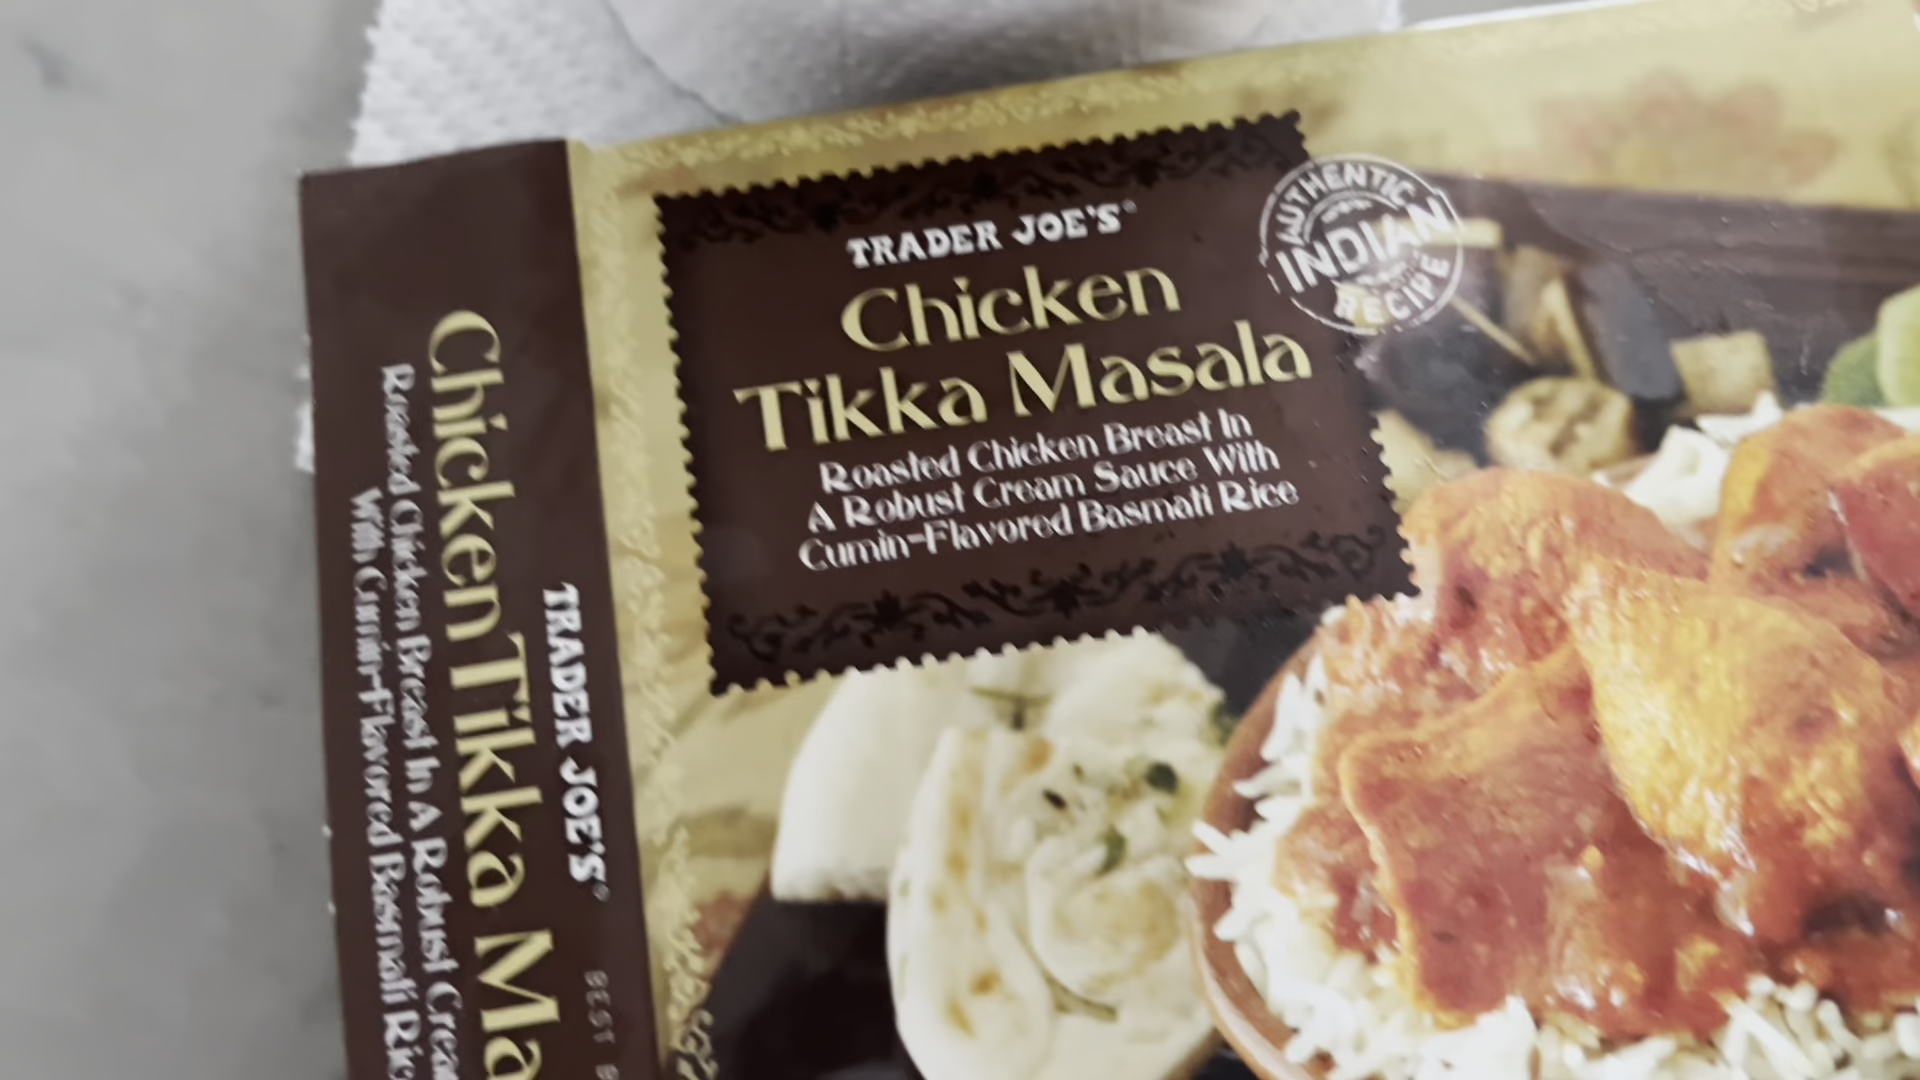 TRADER JOE'S®
Chicken
Tikka Masala
Roasted Chicken Breast In
A Robust Cream Sauce With
Cumin-Flavored Basmati Rice
AUTHENTIC
INDIAN
RECIPE
TRADER JOE'S®
Chicken Tikka Ma
Roasted Chicken Breast In A Robust Crea
With Cumin-Flavored Basmati Ric
BEST